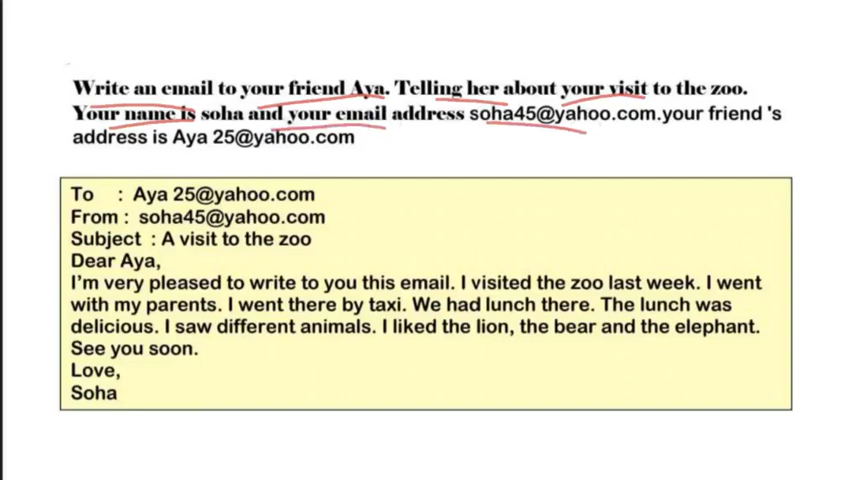 Write an email to your friend Aya. Telling her about your visit to the zoo.
Your name is soha and your email address soha45@yahoo.com.your friend 's
address is Aya 25@yahoo.com
To : Aya 25@yahoo.com
From : soha45@yahoo.com
Subject : A visit to the zoo
Dear Aya,
I'm very pleased to write to you this email. I visited the zoo last week. I went
with my parents. I went there by taxi. We had lunch there. The lunch was
delicious. I saw different animals. I liked the lion, the bear and the elephant.
See you soon.
Love,
Soha